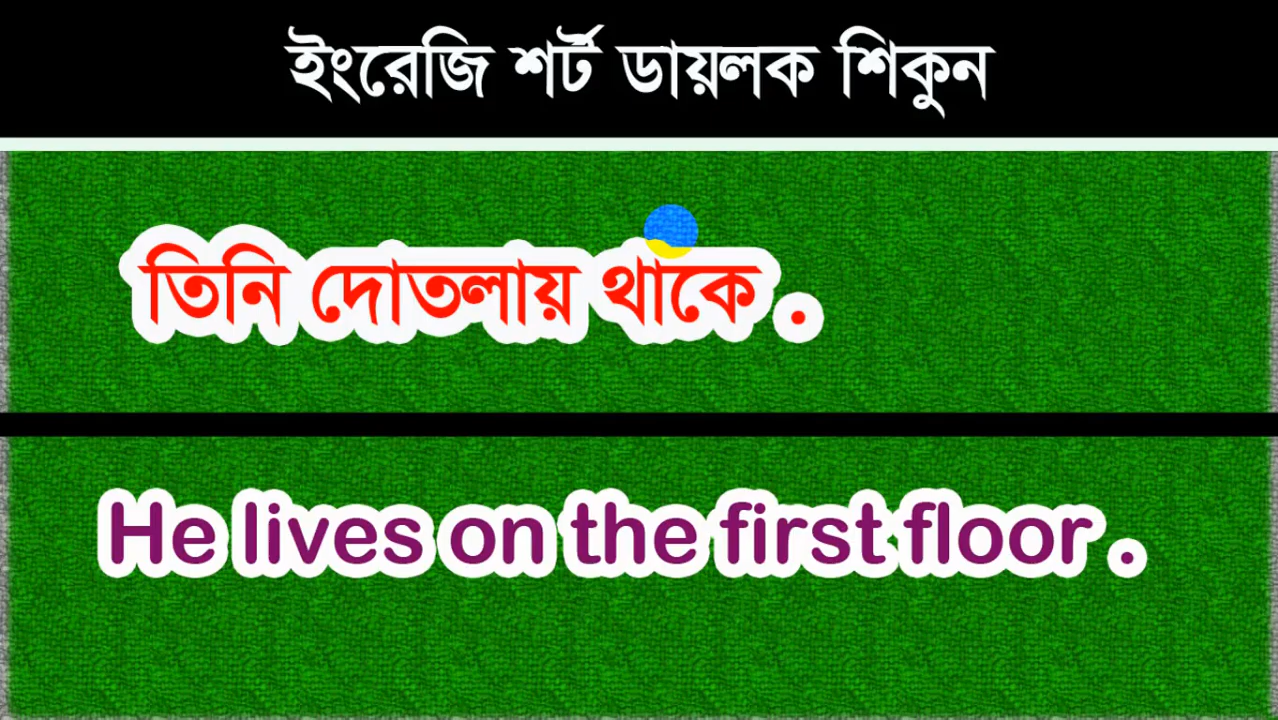 ইংরেজি শর্ট ডায়লক শিকুন
তিনি দোতলায় থাকে .
He lives on the first floor .